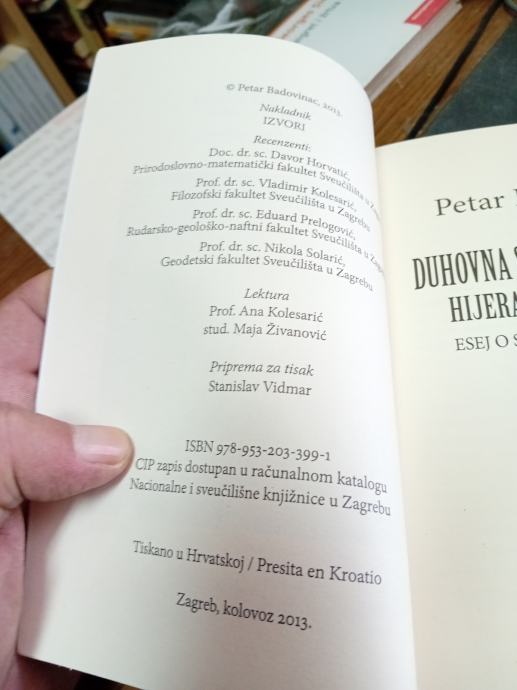 © Petar Badovinac, 2013.
Nakladnik
IZVORI
Recenzenti:
Doc. dr. sc. Davor Horvatić,
Prirodoslovno-matematički fakultet Sveučilišta u Zagrebu
Prof. dr. sc. Vladimir Kolesarić,
Filozofski fakultet Sveučilišta u Zagrebu
Prof. dr. sc. Eduard Prelogović,
Rudarsko-geološko-naftni fakultet Sveučilišta u Zagrebu
Prof. dr. sc. Nikola Solarić,
Geodetski fakultet Sveučilišta u Zagrebu
Lektura
Prof. Ana Kolesarić
stud. Maja Živanović
Priprema za tisak
Stanislav Vidmar
ISBN 978-953-203-399-1
CIP zapis dostupan u računalnom katalogu
Nacionalne i sveučilišne knjižnice u Zagrebu
Tiskano u Hrvatskoj / Presita en Kroatio
Zagreb, kolovoz 2013.
Petar
DUHOVNA
HIJERA
ESEJ O S